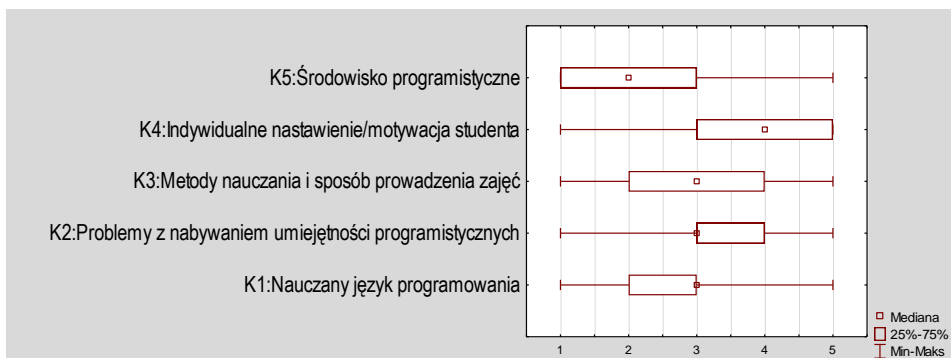 K5:Środowisko programistyczne
K4:Indywidualne nastawienie/motywacja studenta
K3:Metody nauczania i sposób prowadzenia zajęć
K2:Problemy z nabywaniem umiejętności programistycznych
K1:Nauczany język programowania
1 2 3 4 5
Mediana
25%-75%
Min-Maks